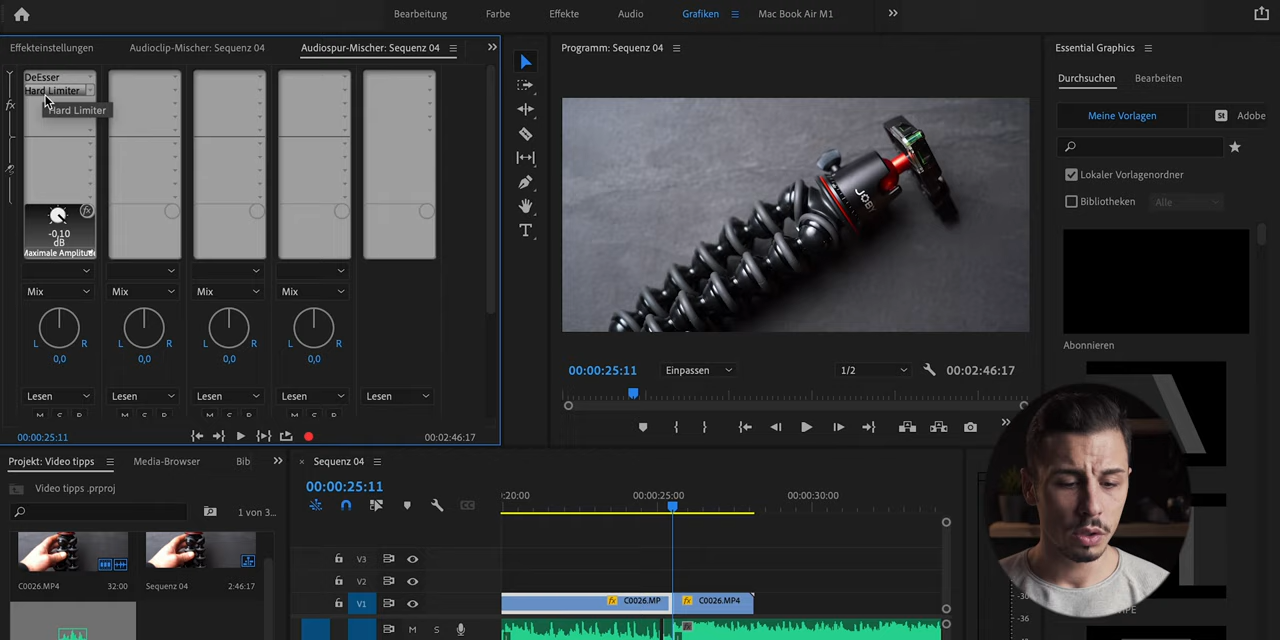 Bearbeitung Farbe Effekte Audio Grafiken Mac Book Air M1
Effekteinstellungen Audioclip-Mischer: Sequenz 04 Audiospur-Mischer: Sequenz 04
Programm: Sequenz 04
Essential Graphics
DeEsser
Hard Limiter
Hard Limiter
fx
-0,10
dB
Maximale Amplitude
Mix Mix Mix Mix
L R L R L R L R
0,0 0,0 0,0 0,0
Lesen Lesen Lesen Lesen Lesen
M S R M S R M S R M S R
00:00:25:11 00:02:46:17
JOBY
00:00:25:11 Einpassen 1/2 00:02:46:17
Durchsuchen Bearbeiten
Meine Vorlagen St Adobe
Lokaler Vorlagenordner
Bibliotheken Alle
Abonnieren
Projekt: Video tipps Media-Browser Bib
Video tipps .prproj
1 von 3...
C0026.MP4 32:00 Sequenz 04 2:46:17
× Sequenz 04
00:00:25:11
:20:00 00:00:25:00 00:00:30:00
V3
V2
V1 fx C0026.MP fx C0026.MP4
M S
-30
-36